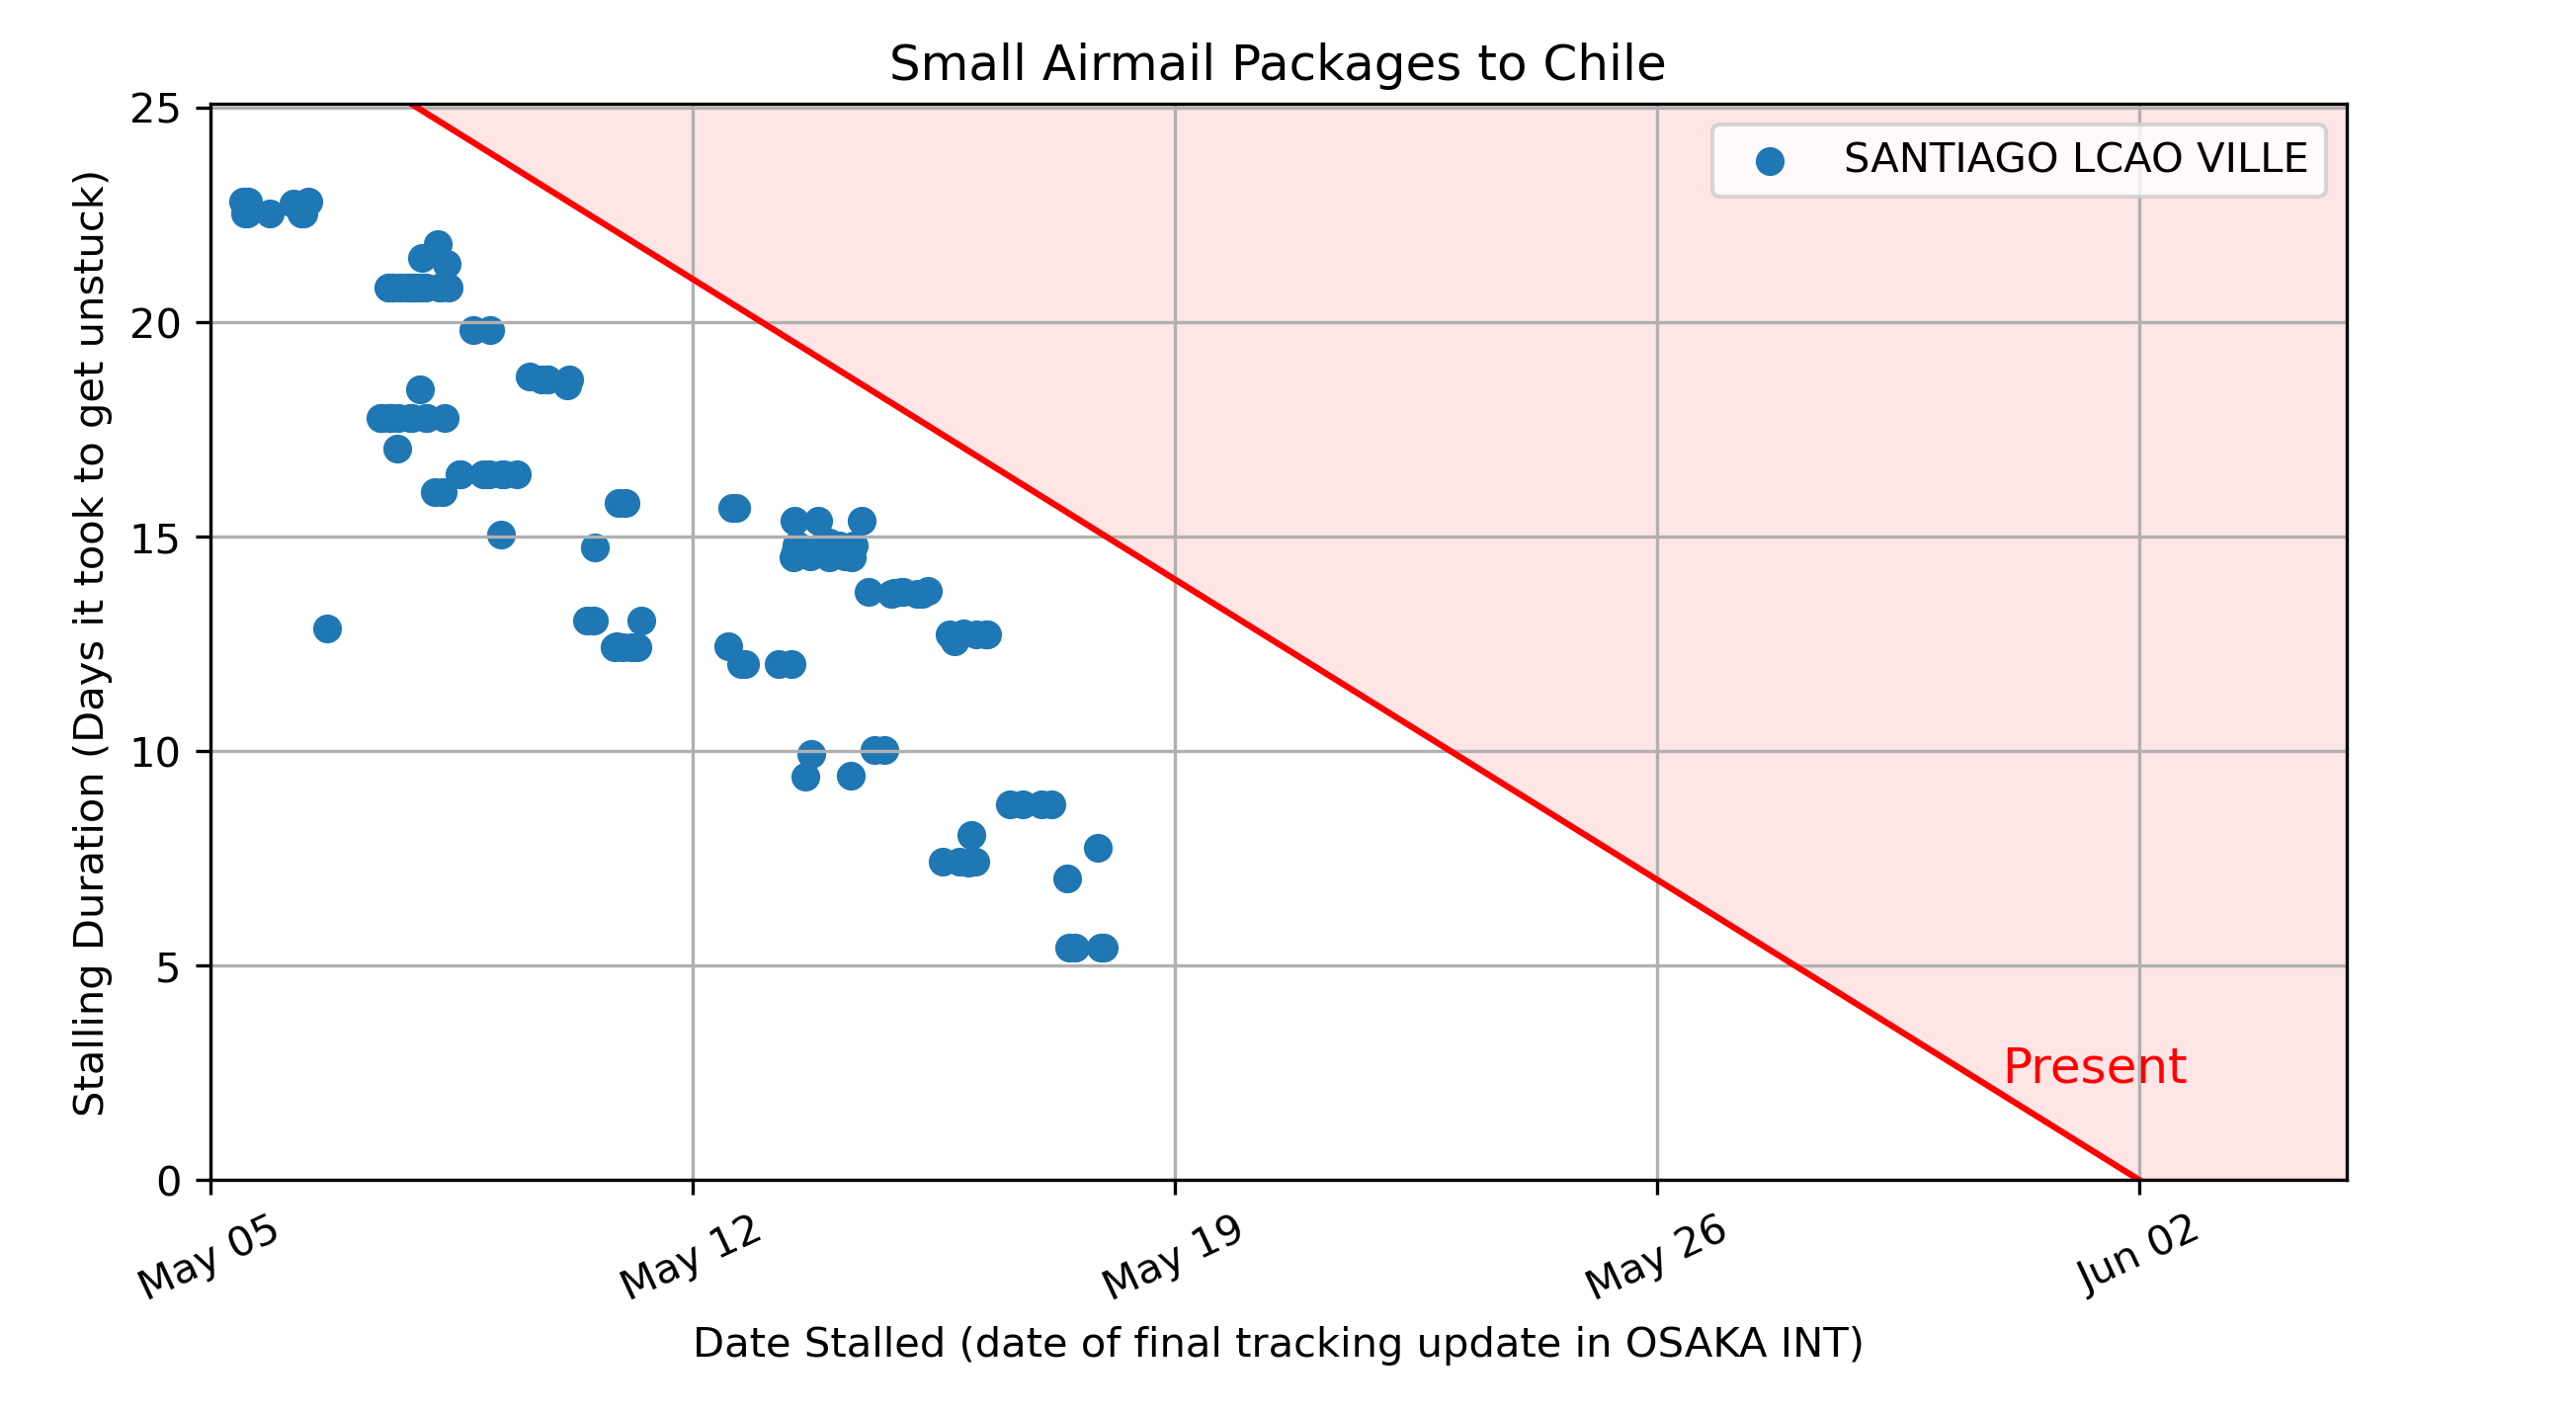 Small Airmail Packages to Chile
Stalling Duration (Days it took to get unstuck)
25
20
15
10
5
0
SANTIAGO LCAO VILLE
Present
May 05
May 12
May 19
May 26
Jun 02
Date Stalled (date of final tracking update in OSAKA INT)